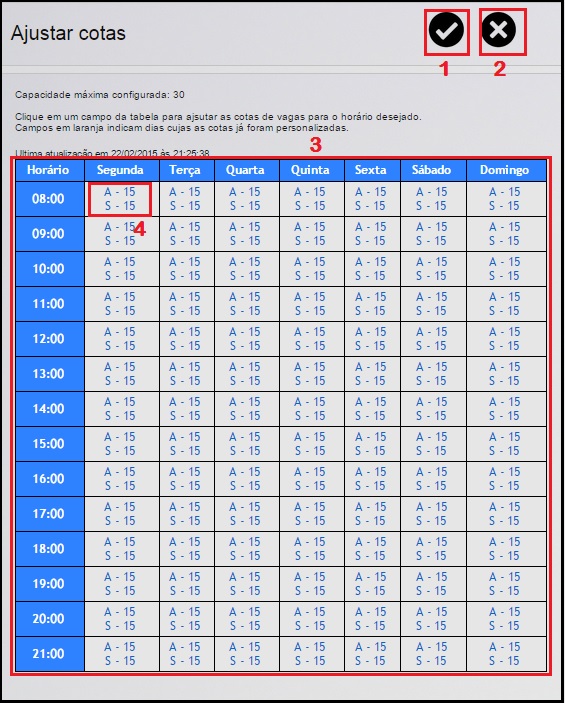 Ajustar cotas
1 2
Capacidade máxima configurada: 30
Clique em um campo da tabela para ajsutar as cotas de vagas para o horário desejado.
Campos em laranja indicam dias cujas as cotas já foram personalizadas.
Ultima atualização em 22/02/2015 às 21:25:38
3
Horário Segunda Terça Quarta Quinta Sexta Sábado Domingo
08:00 A - 15 A - 15 A - 15 A - 15 A - 15 A - 15 A - 15
S - 15 S - 15 S - 15 S - 15 S - 15 S - 15 S - 15
4
09:00 A - 15 A - 15 A - 15 A - 15 A - 15 A - 15 A - 15
S - 15 S - 15 S - 15 S - 15 S - 15 S - 15 S - 15
10:00 A - 15 A - 15 A - 15 A - 15 A - 15 A - 15 A - 15
S - 15 S - 15 S - 15 S - 15 S - 15 S - 15 S - 15
11:00 A - 15 A - 15 A - 15 A - 15 A - 15 A - 15 A - 15
S - 15 S - 15 S - 15 S - 15 S - 15 S - 15 S - 15
12:00 A - 15 A - 15 A - 15 A - 15 A - 15 A - 15 A - 15
S - 15 S - 15 S - 15 S - 15 S - 15 S - 15 S - 15
13:00 A - 15 A - 15 A - 15 A - 15 A - 15 A - 15 A - 15
S - 15 S - 15 S - 15 S - 15 S - 15 S - 15 S - 15
14:00 A - 15 A - 15 A - 15 A - 15 A - 15 A - 15 A - 15
S - 15 S - 15 S - 15 S - 15 S - 15 S - 15 S - 15
15:00 A - 15 A - 15 A - 15 A - 15 A - 15 A - 15 A - 15
S - 15 S - 15 S - 15 S - 15 S - 15 S - 15 S - 15
16:00 A - 15 A - 15 A - 15 A - 15 A - 15 A - 15 A - 15
S - 15 S - 15 S - 15 S - 15 S - 15 S - 15 S - 15
17:00 A - 15 A - 15 A - 15 A - 15 A - 15 A - 15 A - 15
S - 15 S - 15 S - 15 S - 15 S - 15 S - 15 S - 15
18:00 A - 15 A - 15 A - 15 A - 15 A - 15 A - 15 A - 15
S - 15 S - 15 S - 15 S - 15 S - 15 S - 15 S - 15
19:00 A - 15 A - 15 A - 15 A - 15 A - 15 A - 15 A - 15
S - 15 S - 15 S - 15 S - 15 S - 15 S - 15 S - 15
20:00 A - 15 A - 15 A - 15 A - 15 A - 15 A - 15 A - 15
S - 15 S - 15 S - 15 S - 15 S - 15 S - 15 S - 15
21:00 A - 15 A - 15 A - 15 A - 15 A - 15 A - 15 A - 15
S - 15 S - 15 S - 15 S - 15 S - 15 S - 15 S - 15